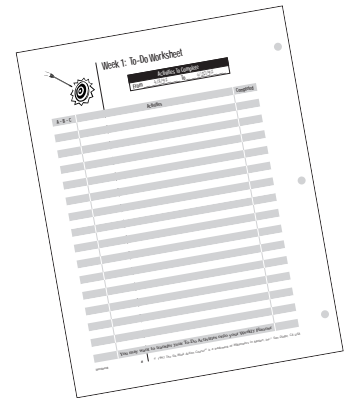 Week 1: To-Do Worksheet
Activities To Complete
From To
A - B - C Activities Completed
You may want to transfer your To-Do Activities onto your Weekly Planner